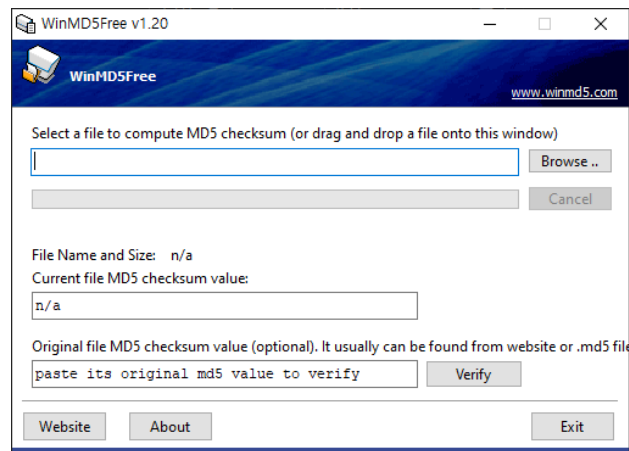 WinMD5Free v1.20
WinMD5Free
www.winmd5.com
Select a file to compute MD5 checksum (or drag and drop a file onto this window)
Browse ..
Cancel
File Name and Size: n/a
Current file MD5 checksum value:
n/a
Original file MD5 checksum value (optional). It usually can be found from website or .md5 file
paste its original md5 value to verify
Verify
Website
About
Exit